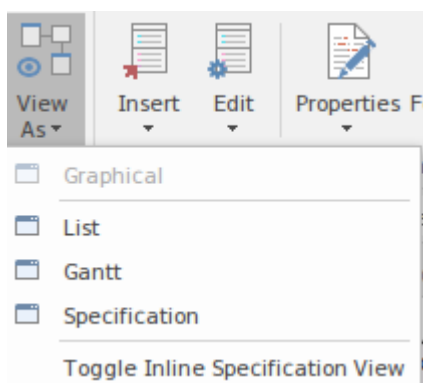 View As
Insert
Edit
Properties
F
Graphical
List
Gantt
Specification
Toggle Inline Specification View